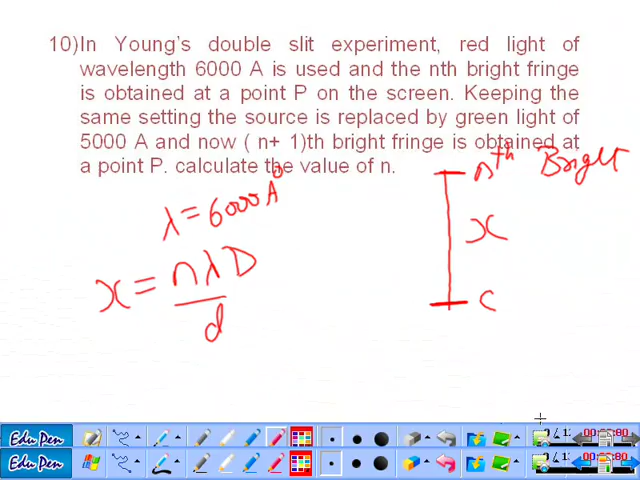 10)In Young's double slit experiment, red light of
wavelength 6000 A is used and the nth bright fringe
is obtained at a point P on the screen. Keeping the
same setting the source is replaced by green light of
5000 A and now ( n+ 1)th bright fringe is obtained at
a point P. calculate the value of n.
nth Bright
λ = 6000 A°
x
x = nλD
d
c
Edu Pen
Edu Pen